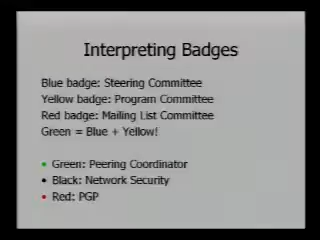 Interpreting Badges
Blue badge: Steering Committee
Yellow badge: Program Committee
Red badge: Mailing List Committee
Green = Blue + Yellow!
• Green: Peering Coordinator
• Black: Network Security
• Red: PGP